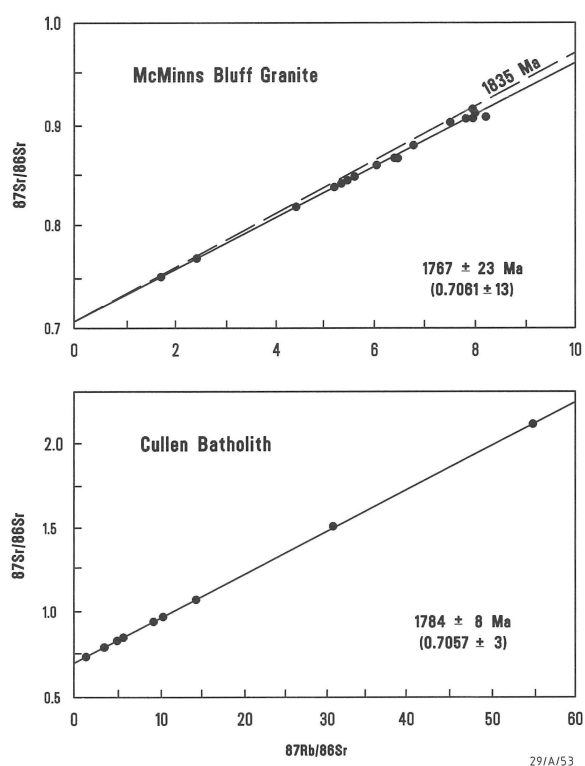 1.0
McMinns Bluff Granite
1835 Ma
0.9
87Sr/86Sr
0.8
1767 ± 23 Ma
(0.7061 ± 13)
0.7
0 2 4 6 8 10
2.0
Cullen Batholith
1.5
87Sr/86Sr
1.0
1784 ± 8 Ma
(0.7057 ± 3)
0.5
0 10 20 30 40 50 60
87Rb/86Sr
29/A/53